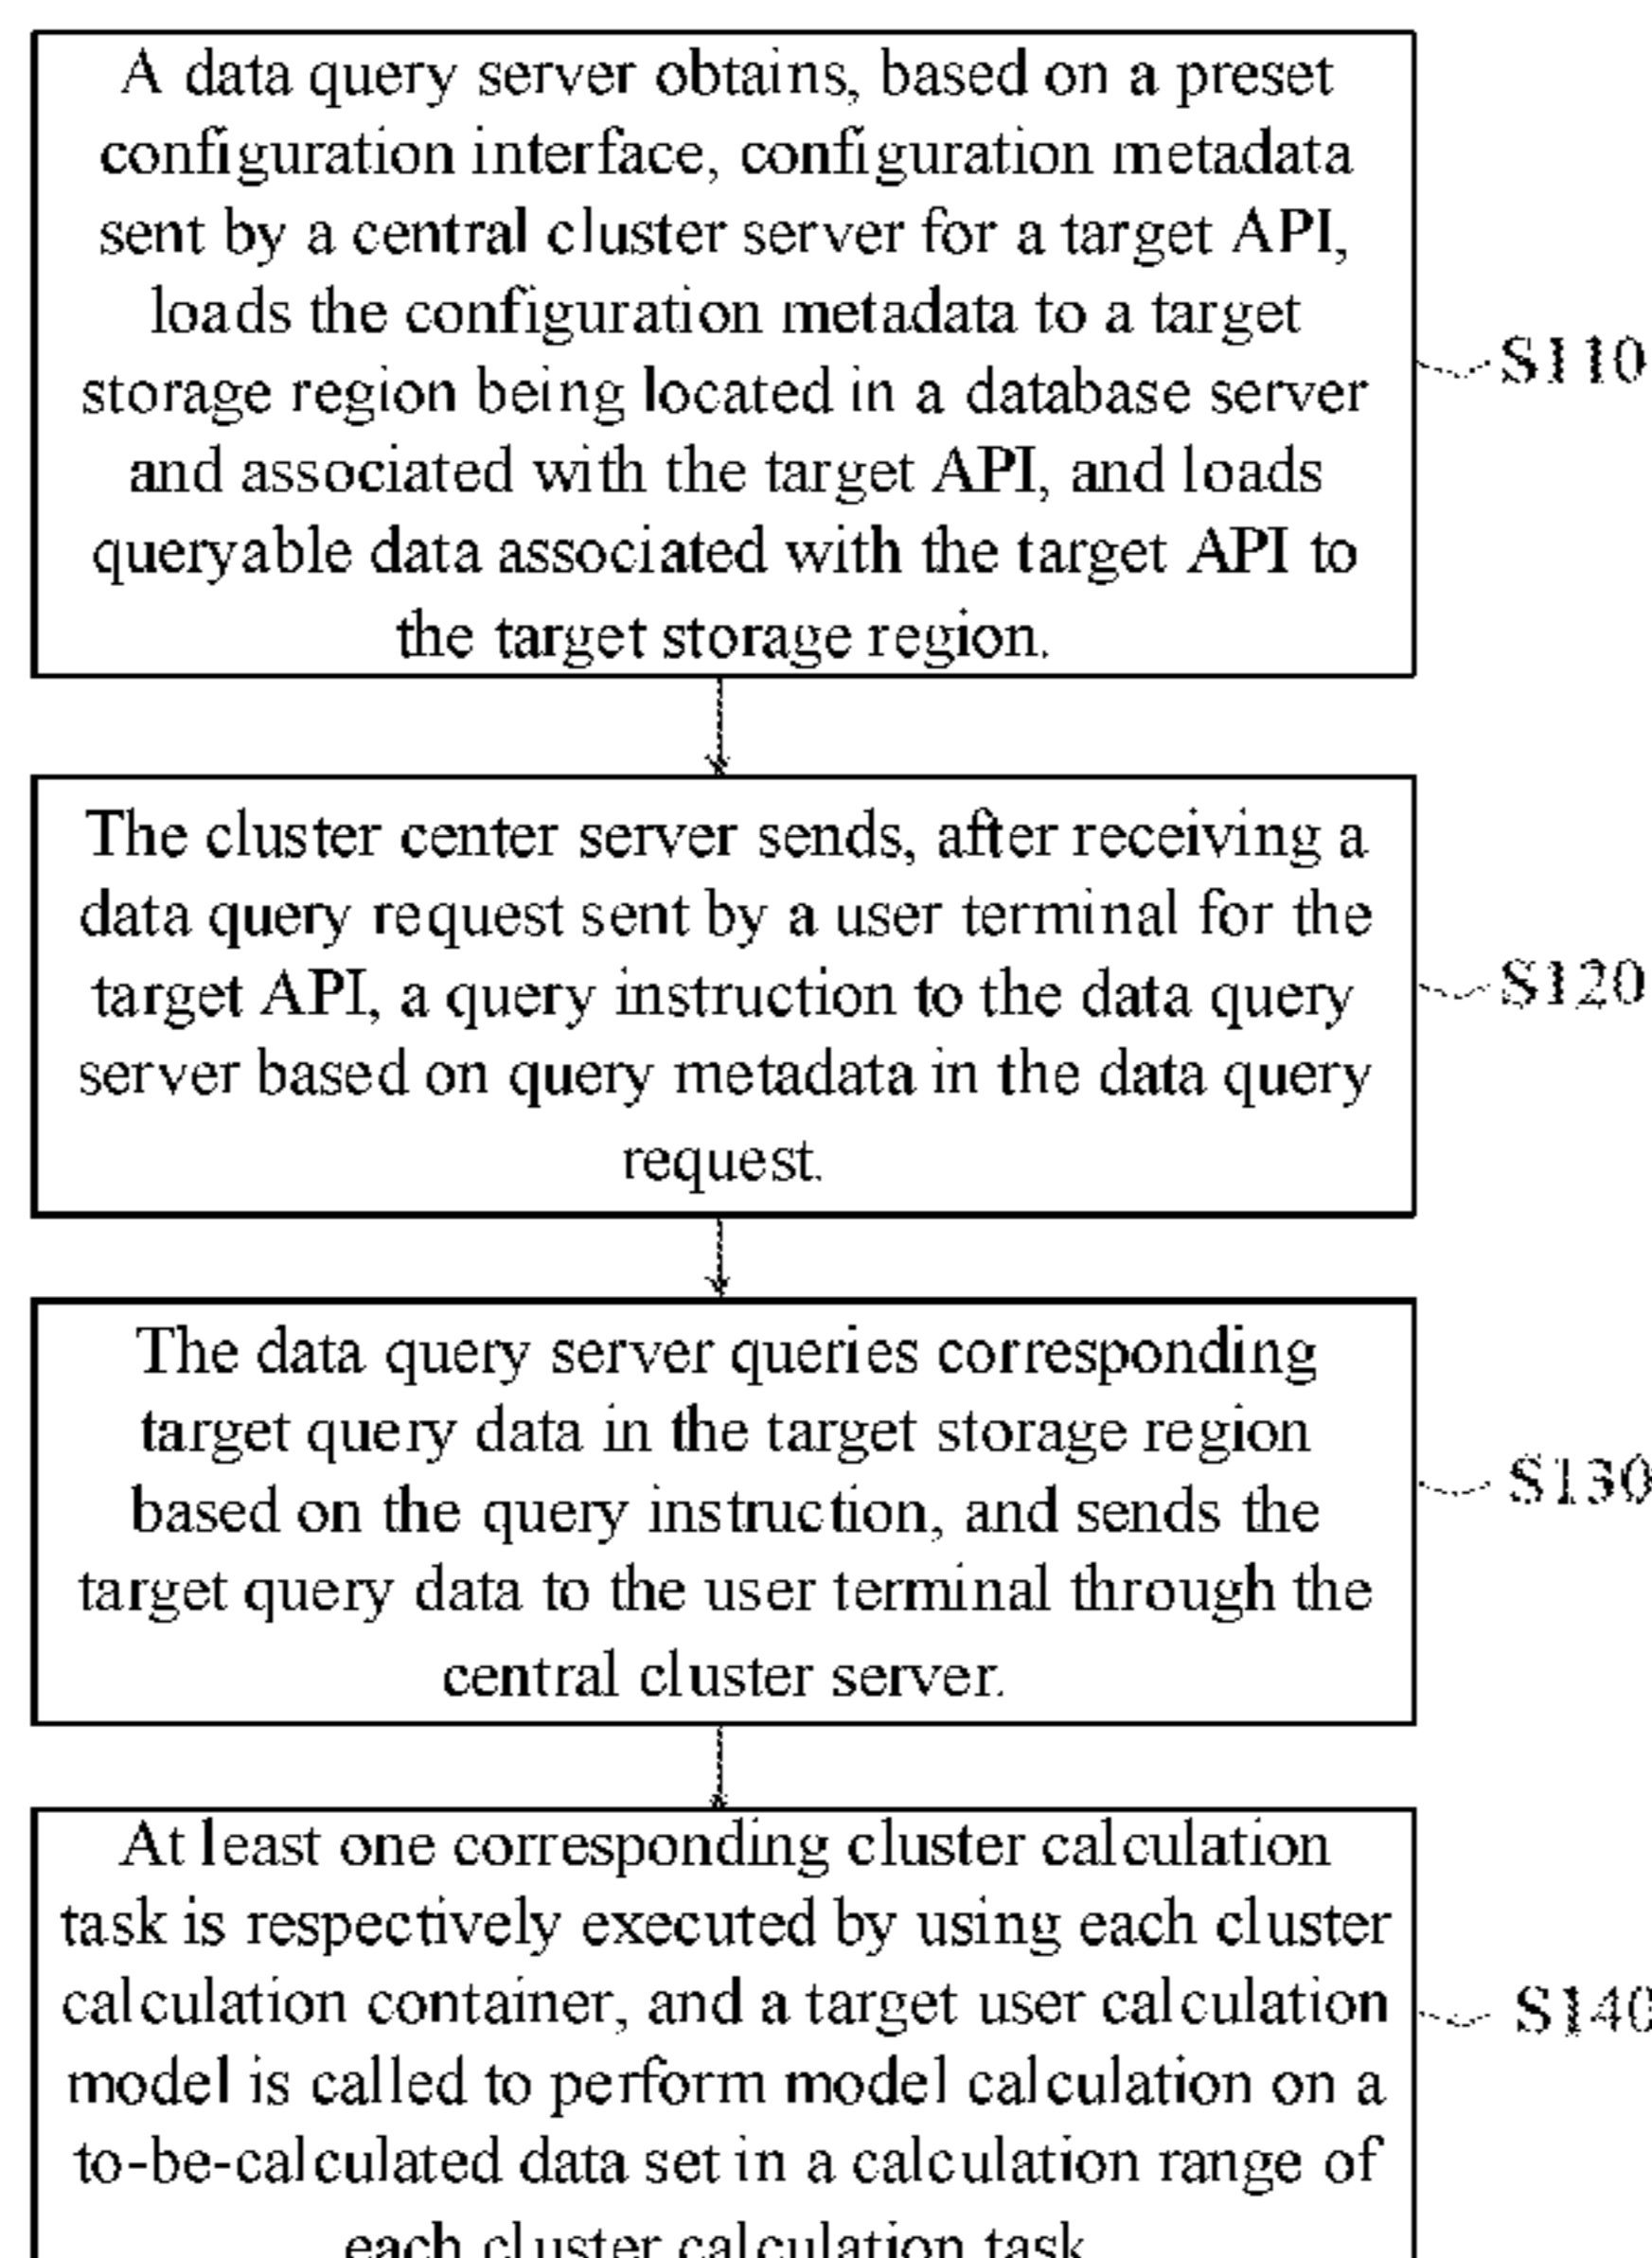 A data query server obtains, based on a preset
configuration interface, configuration metadata
sent by a central cluster server for a target API,
loads the configuration metadata to a target
storage region being located in a database server
and associated with the target API, and loads
queryable data associated with the target API to
the target storage region.
S110
The cluster center server sends, after receiving a
data query request sent by a user terminal for the
target API, a query instruction to the data query
server based on query metadata in the data query
request.
S120
The data query server queries corresponding
target query data in the target storage region
based on the query instruction, and sends the
target query data to the user terminal through the
central cluster server.
S130
At least one corresponding cluster calculation
task is respectively executed by using each cluster
calculation container, and a target user calculation
model is called to perform model calculation on a
to-be-calculated data set in a calculation range of
each cluster calculation task
S140